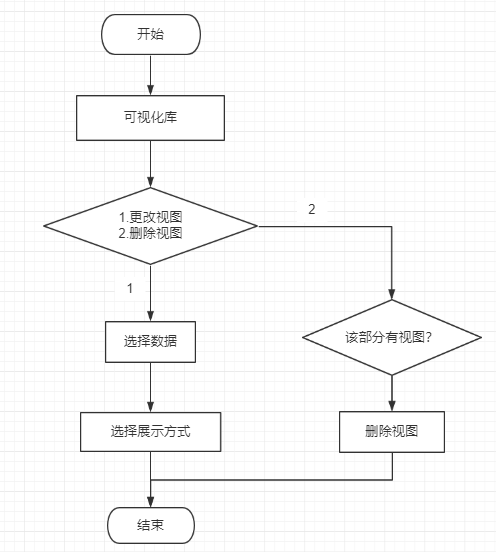 开始
可视化库
1.更改视图
2.删除视图
2
1
选择数据
该部分有视图?
选择展示方式
删除视图
结束